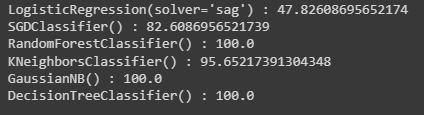 LogisticRegression(solver='sag') : 47.82608695652174
SGDClassifier() : 82.6086956521739
RandomForestClassifier() : 100.0
KNeighborsClassifier() : 95.65217391304348
GaussianNB() : 100.0
DecisionTreeClassifier() : 100.0